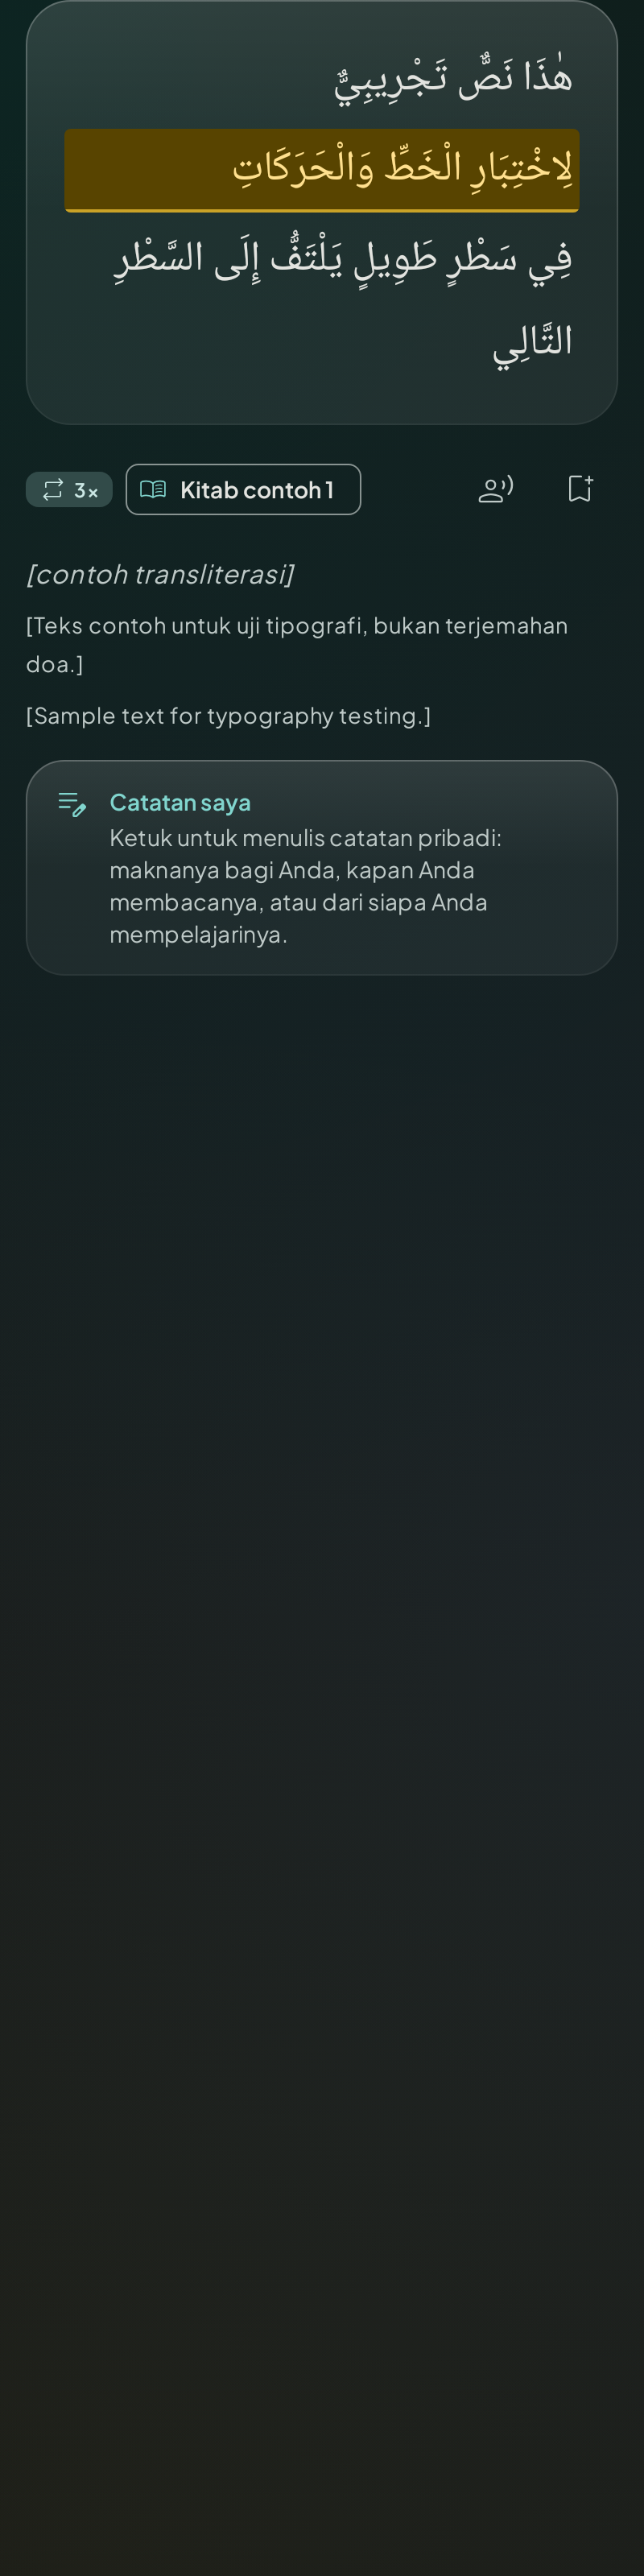 هٰذَا نَصٌّ تَجْرِيبِيٌّ
لِاخْتِبَارِ الْخَطِّ وَالْحَرَكَاتِ
فِي سَطْرٍ طَوِيلٍ يَلْتَفُّ إِلَى السَّطْرِ
التَّالِي
3×
Kitab contoh 1
[contoh transliterasi]
[Teks contoh untuk uji tipografi, bukan terjemahan
doa.]
[Sample text for typography testing.]
Catatan saya
Ketuk untuk menulis catatan pribadi:
maknanya bagi Anda, kapan Anda
membacanya, atau dari siapa Anda
mempelajarinya.